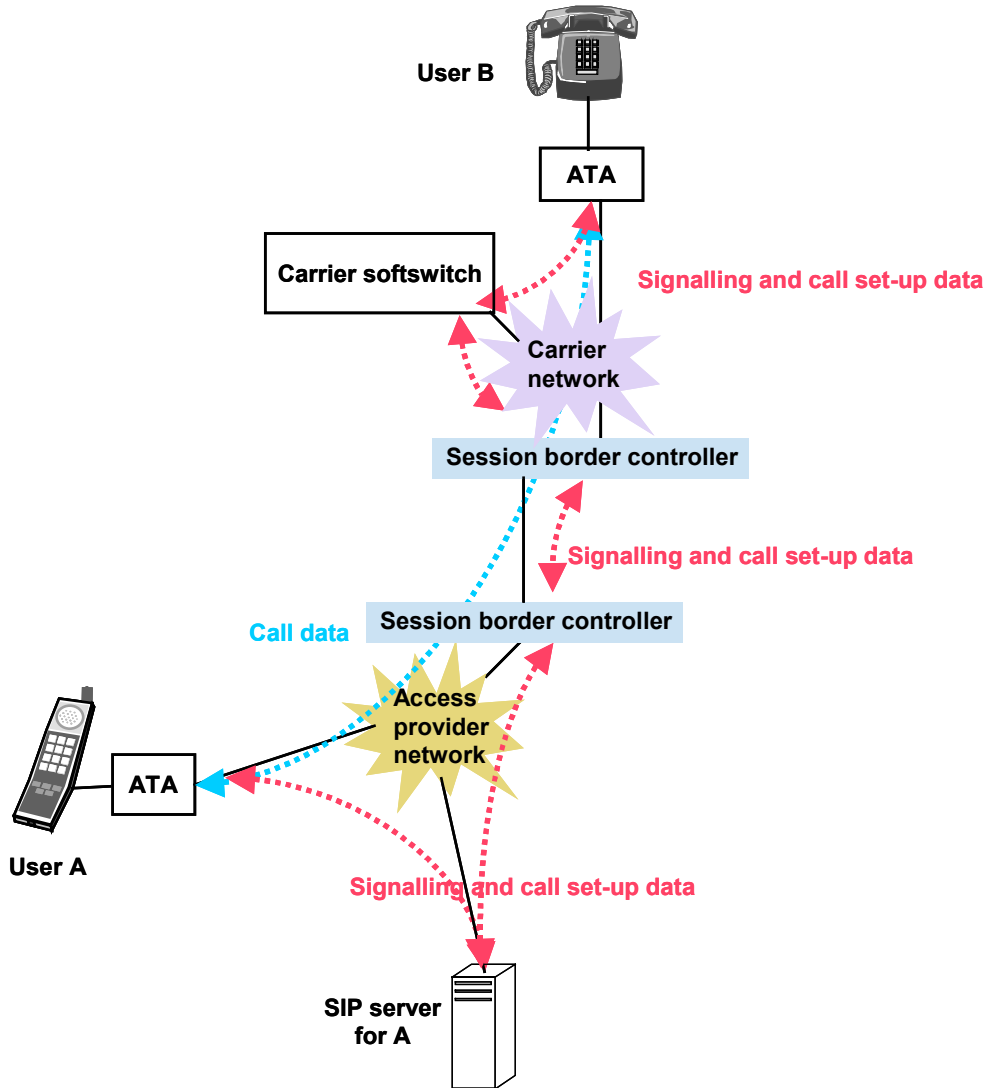 User B
ATA
Carrier softswitch
Signalling and call set-up data
Carrier
network
Session border controller
Signalling and call set-up data
Session border controller
Call data
Access
provider
network
ATA
User A
Signalling and call set-up data
SIP server
for A